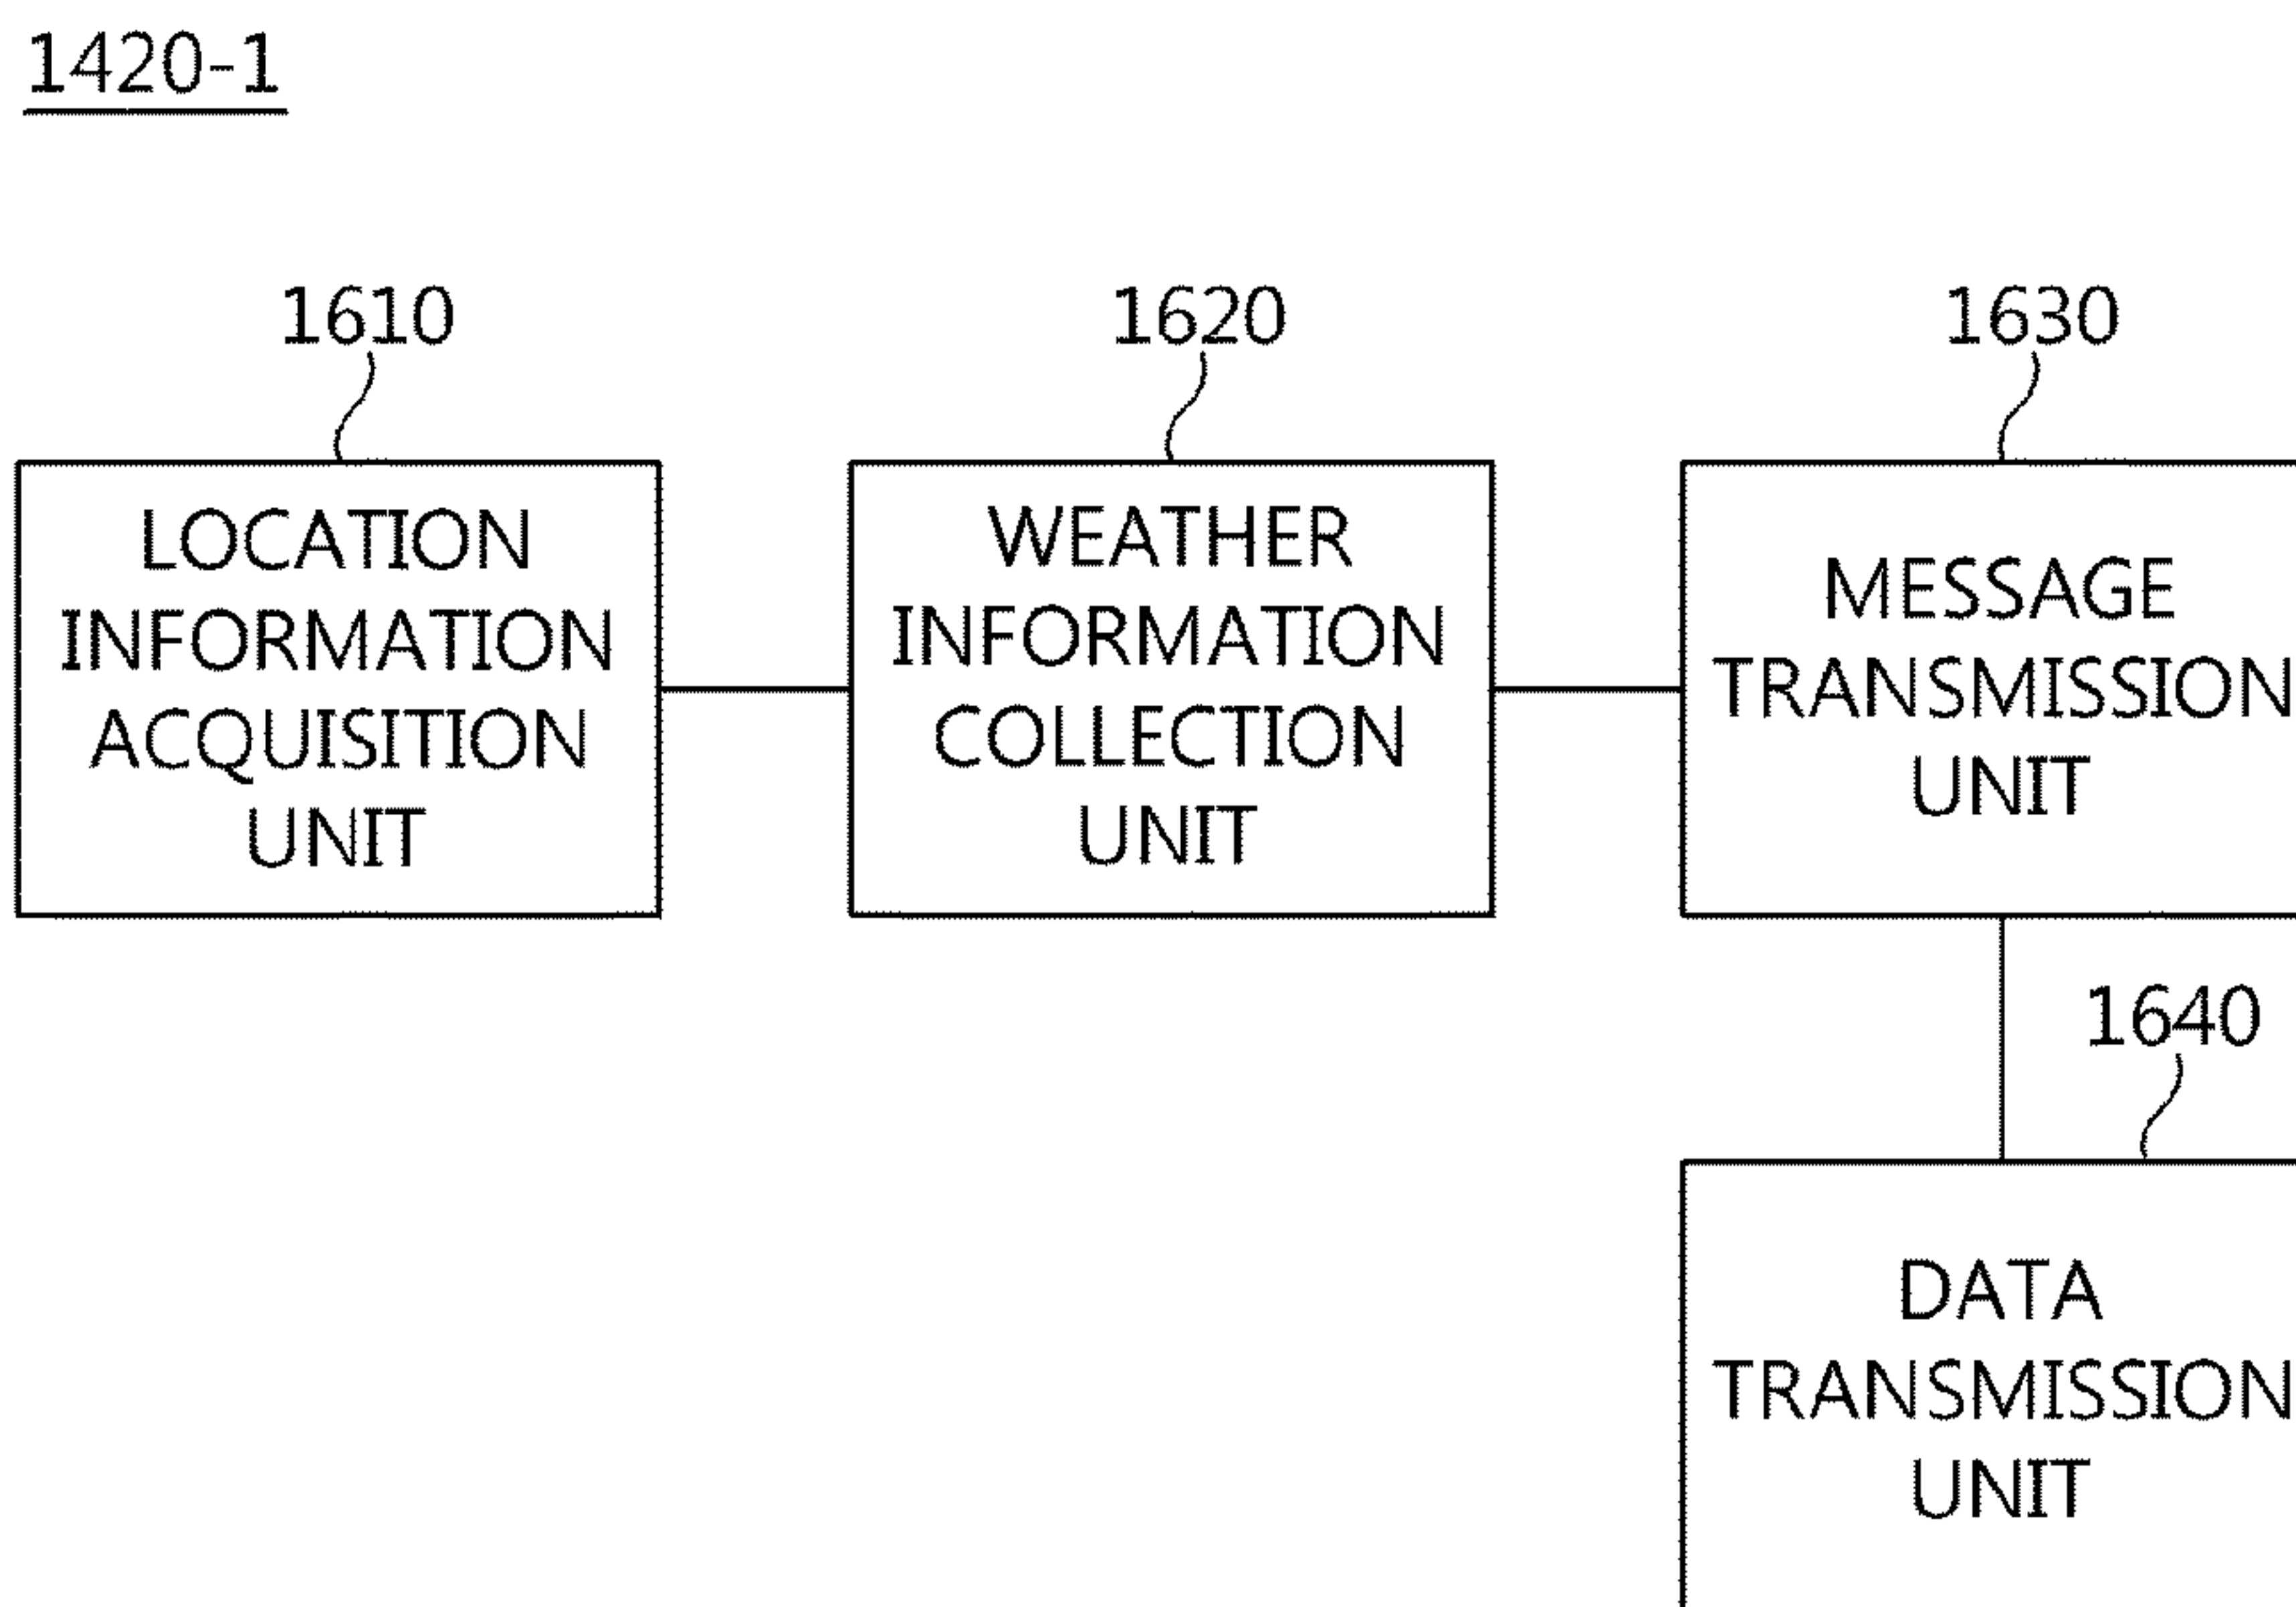 1420-1
1610
1620
1630
LOCATION
INFORMATION
ACQUISITION
UNIT
WEATHER
INFORMATION
COLLECTION
UNIT
MESSAGE
TRANSMISSION
UNIT
1640
DATA
TRANSMISSION
UNIT